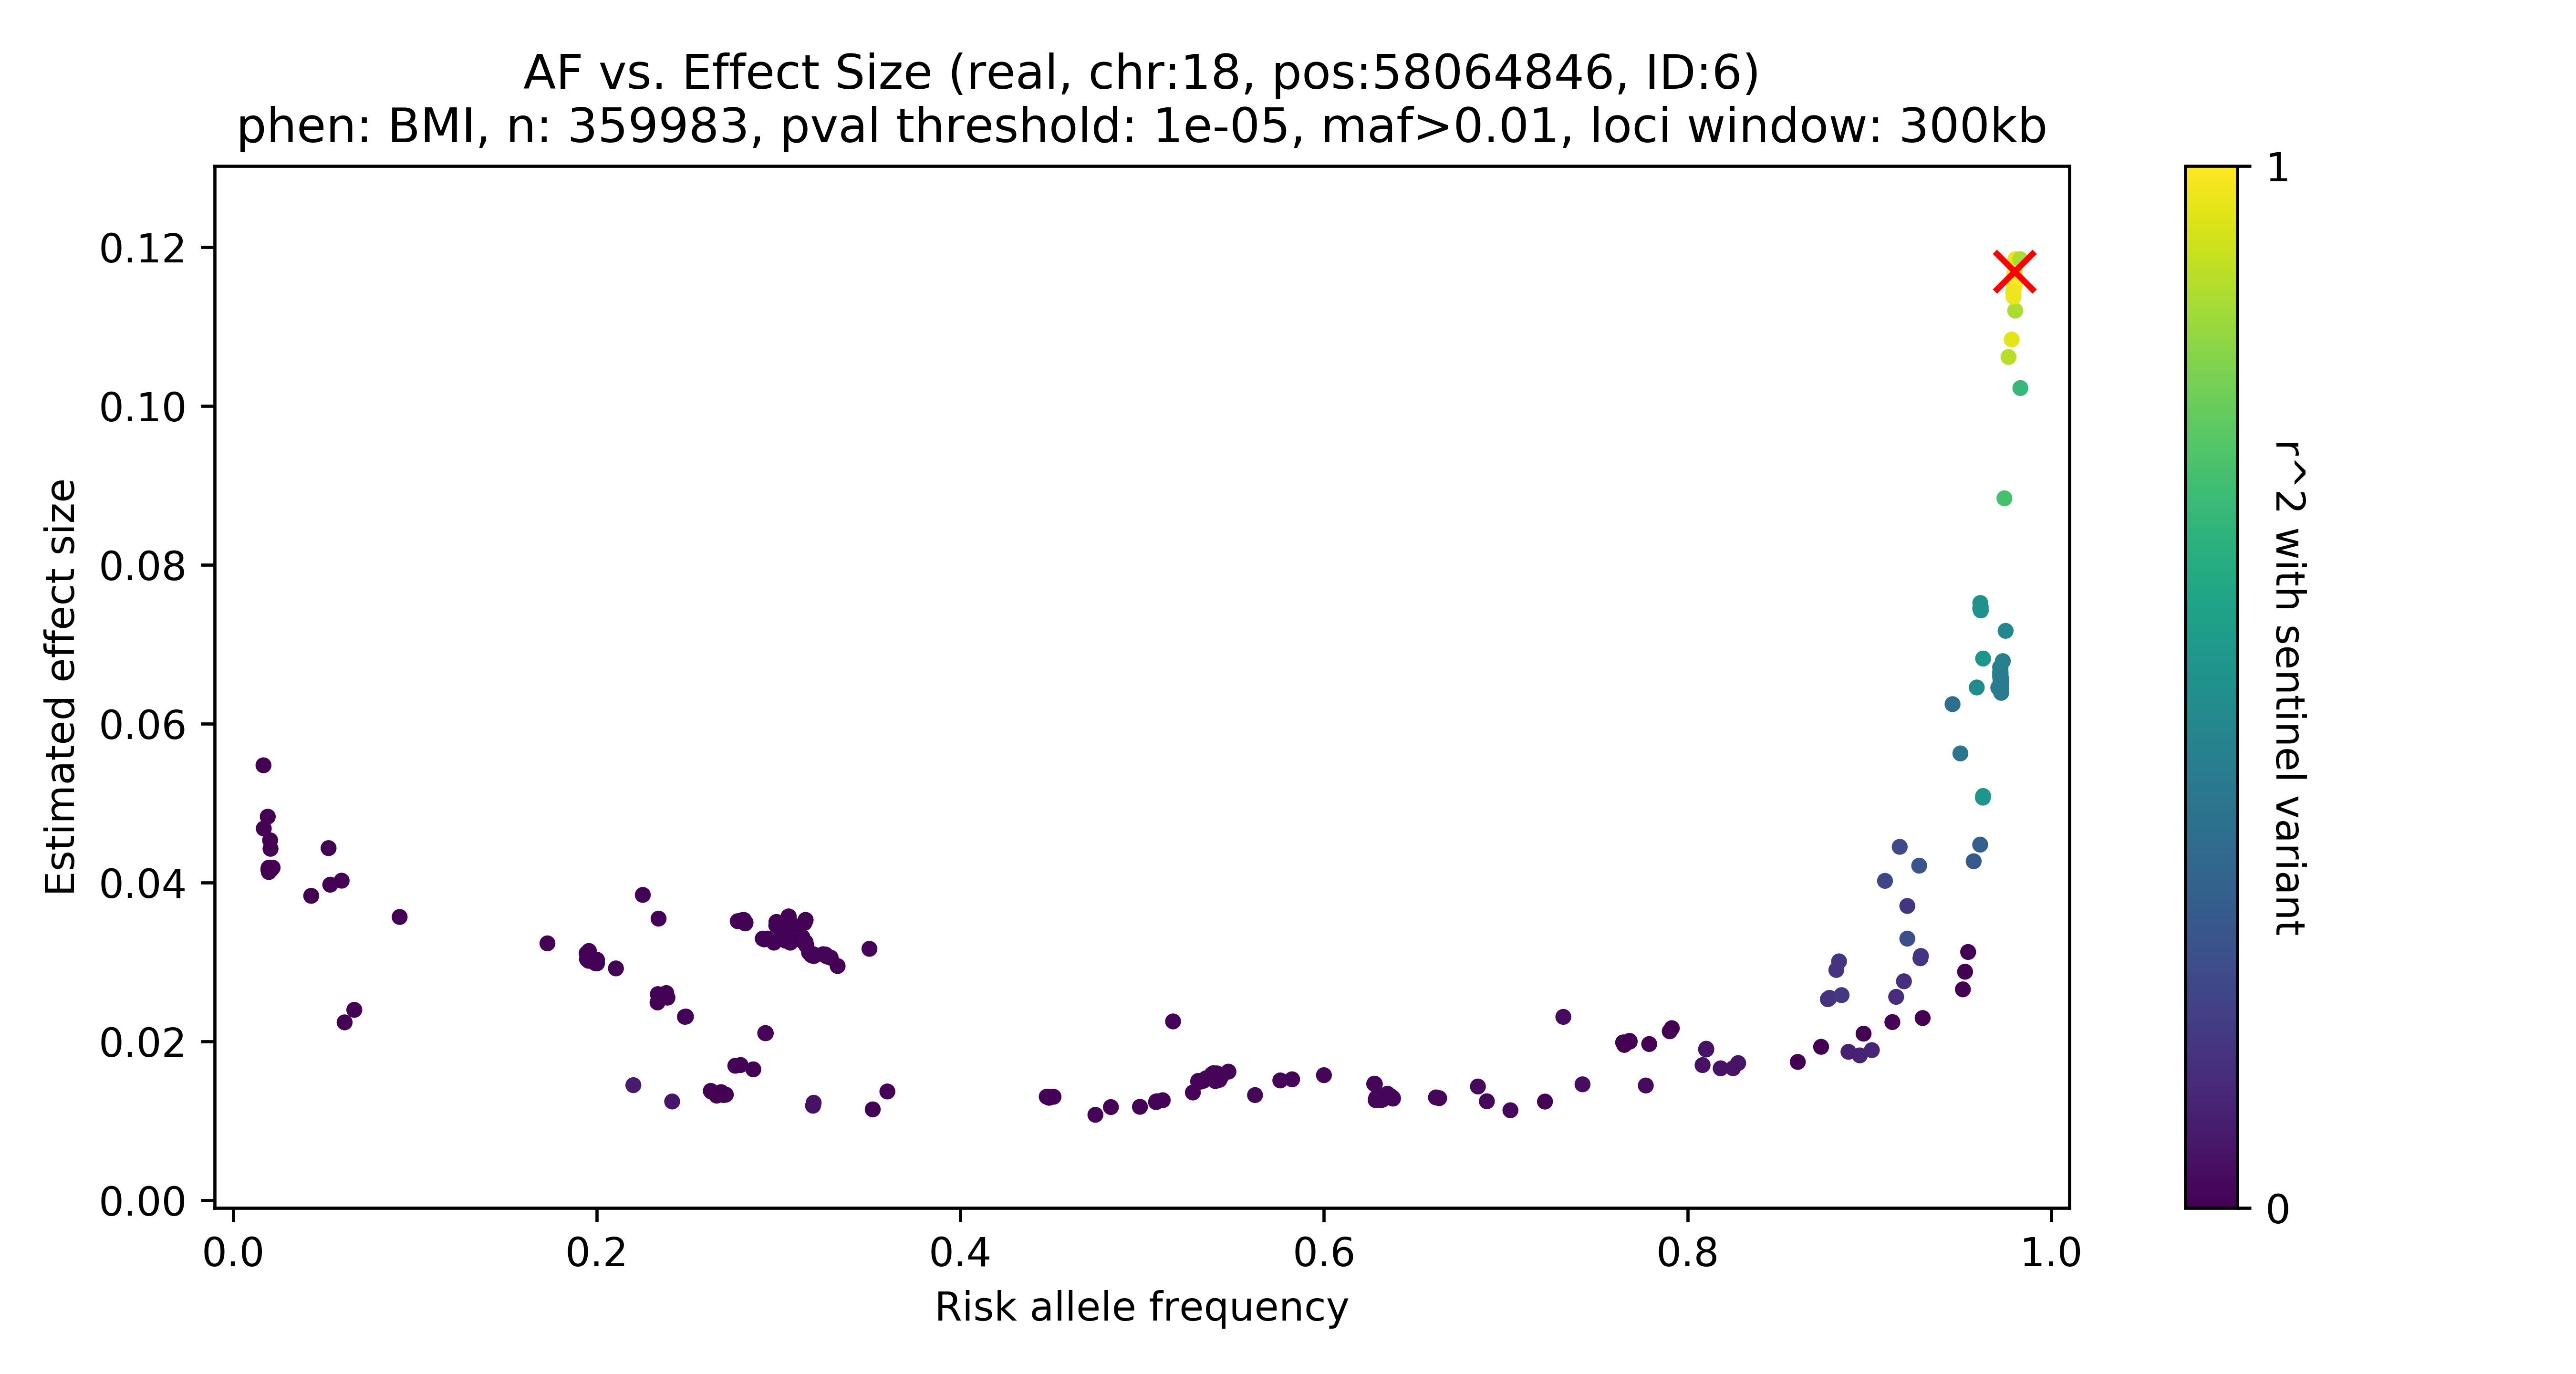 AF vs. Effect Size (real, chr:18, pos:58064846, ID:6)
phen: BMI, n: 359983, pval threshold: 1e-05, maf>0.01, loci window: 300kb
Estimated effect size
0.12
0.10
0.08
0.06
0.04
0.02
0.00
0.0 0.2 0.4 0.6 0.8 1.0
Risk allele frequency
1
r^2 with sentinel variant
0